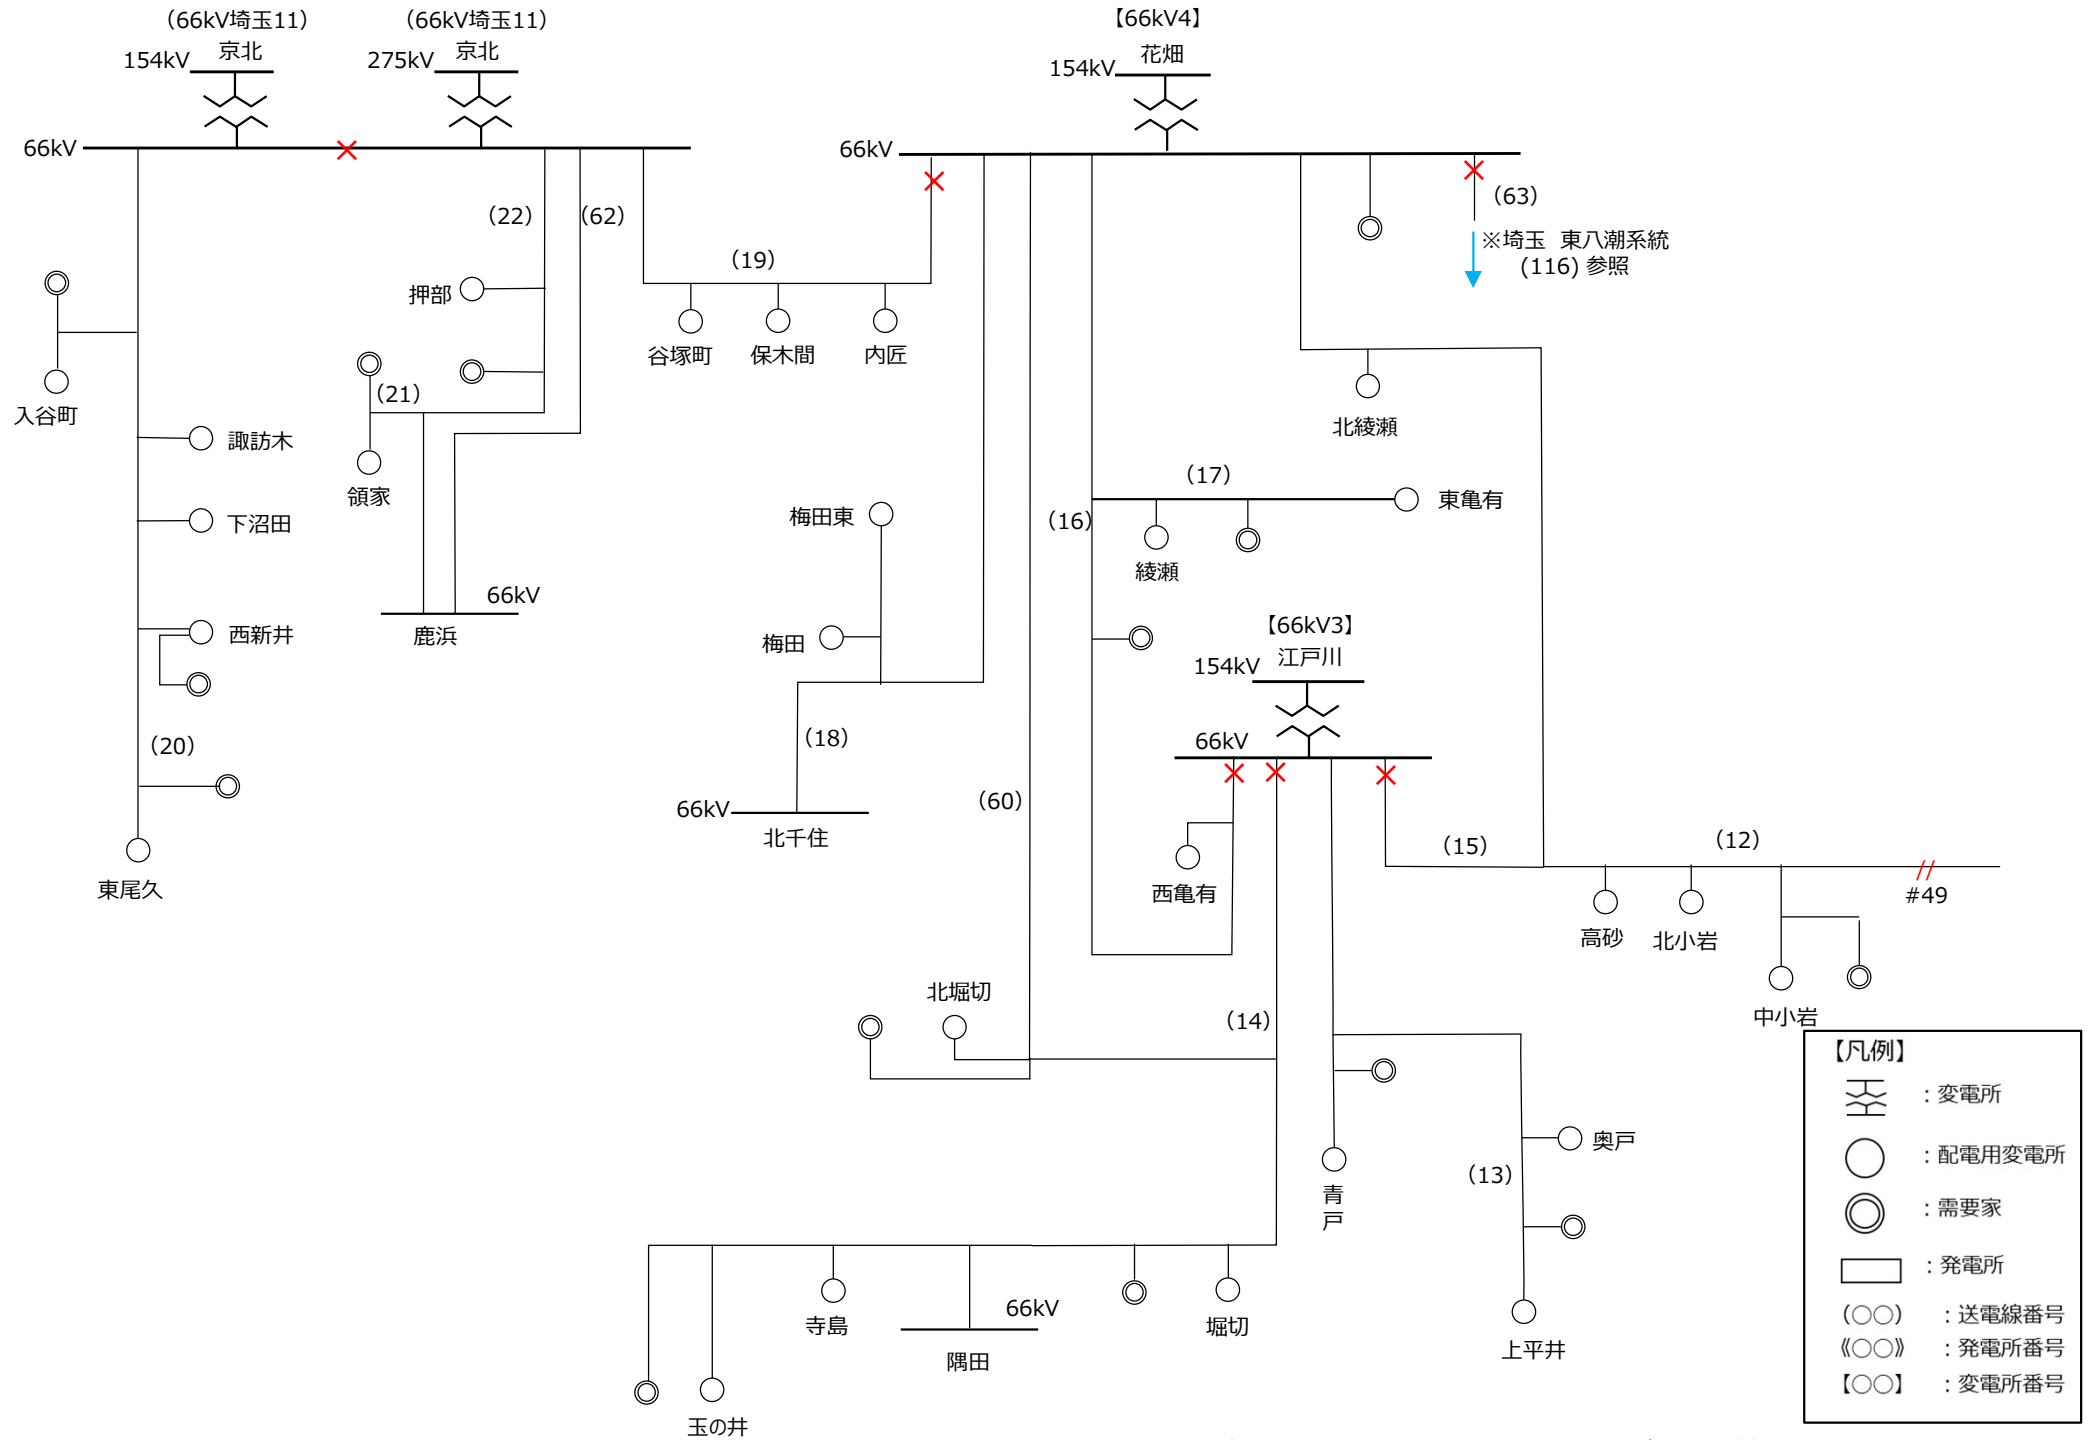 （66kV埼玉11）
京北
154kV
（66kV埼玉11）
京北
275kV
66kV
【66kV4】
花畑
154kV
66kV
（22）
（62）
（19）
（63）
※埼玉 東八潮系統
(116) 参照
押部
谷塚町
保木間
内匠
（21）
入谷町
諏訪木
領家
下沼田
西新井
66kV
鹿浜
（20）
東尾久
梅田東
梅田
（18）
66kV
北千住
（60）
（16）
（17）
東亀有
綾瀬
北綾瀬
【66kV3】
江戸川
154kV
66kV
西亀有
（15）
（12）
#49
高砂
北小岩
中小岩
北堀切
（14）
（13）
奥戸
青戸
上平井
寺島
66kV
隅田
堀切
玉の井
【凡例】
：変電所
：配電用変電所
：需要家
：発電所
（○○） ：送電線番号
《○○》 ：発電所番号
【○○】 ：変電所番号